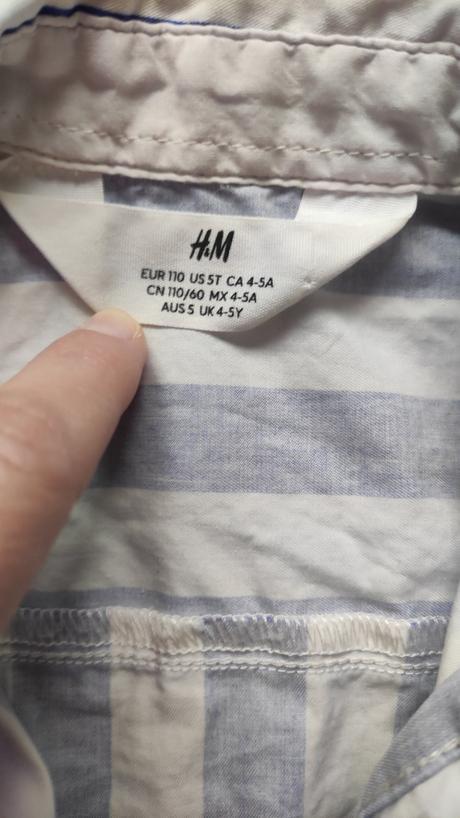 H&M
EUR 110 US 5T CA 4-5A
CN 110/60 MX 4-5A
AUS 5 UK 4-5Y